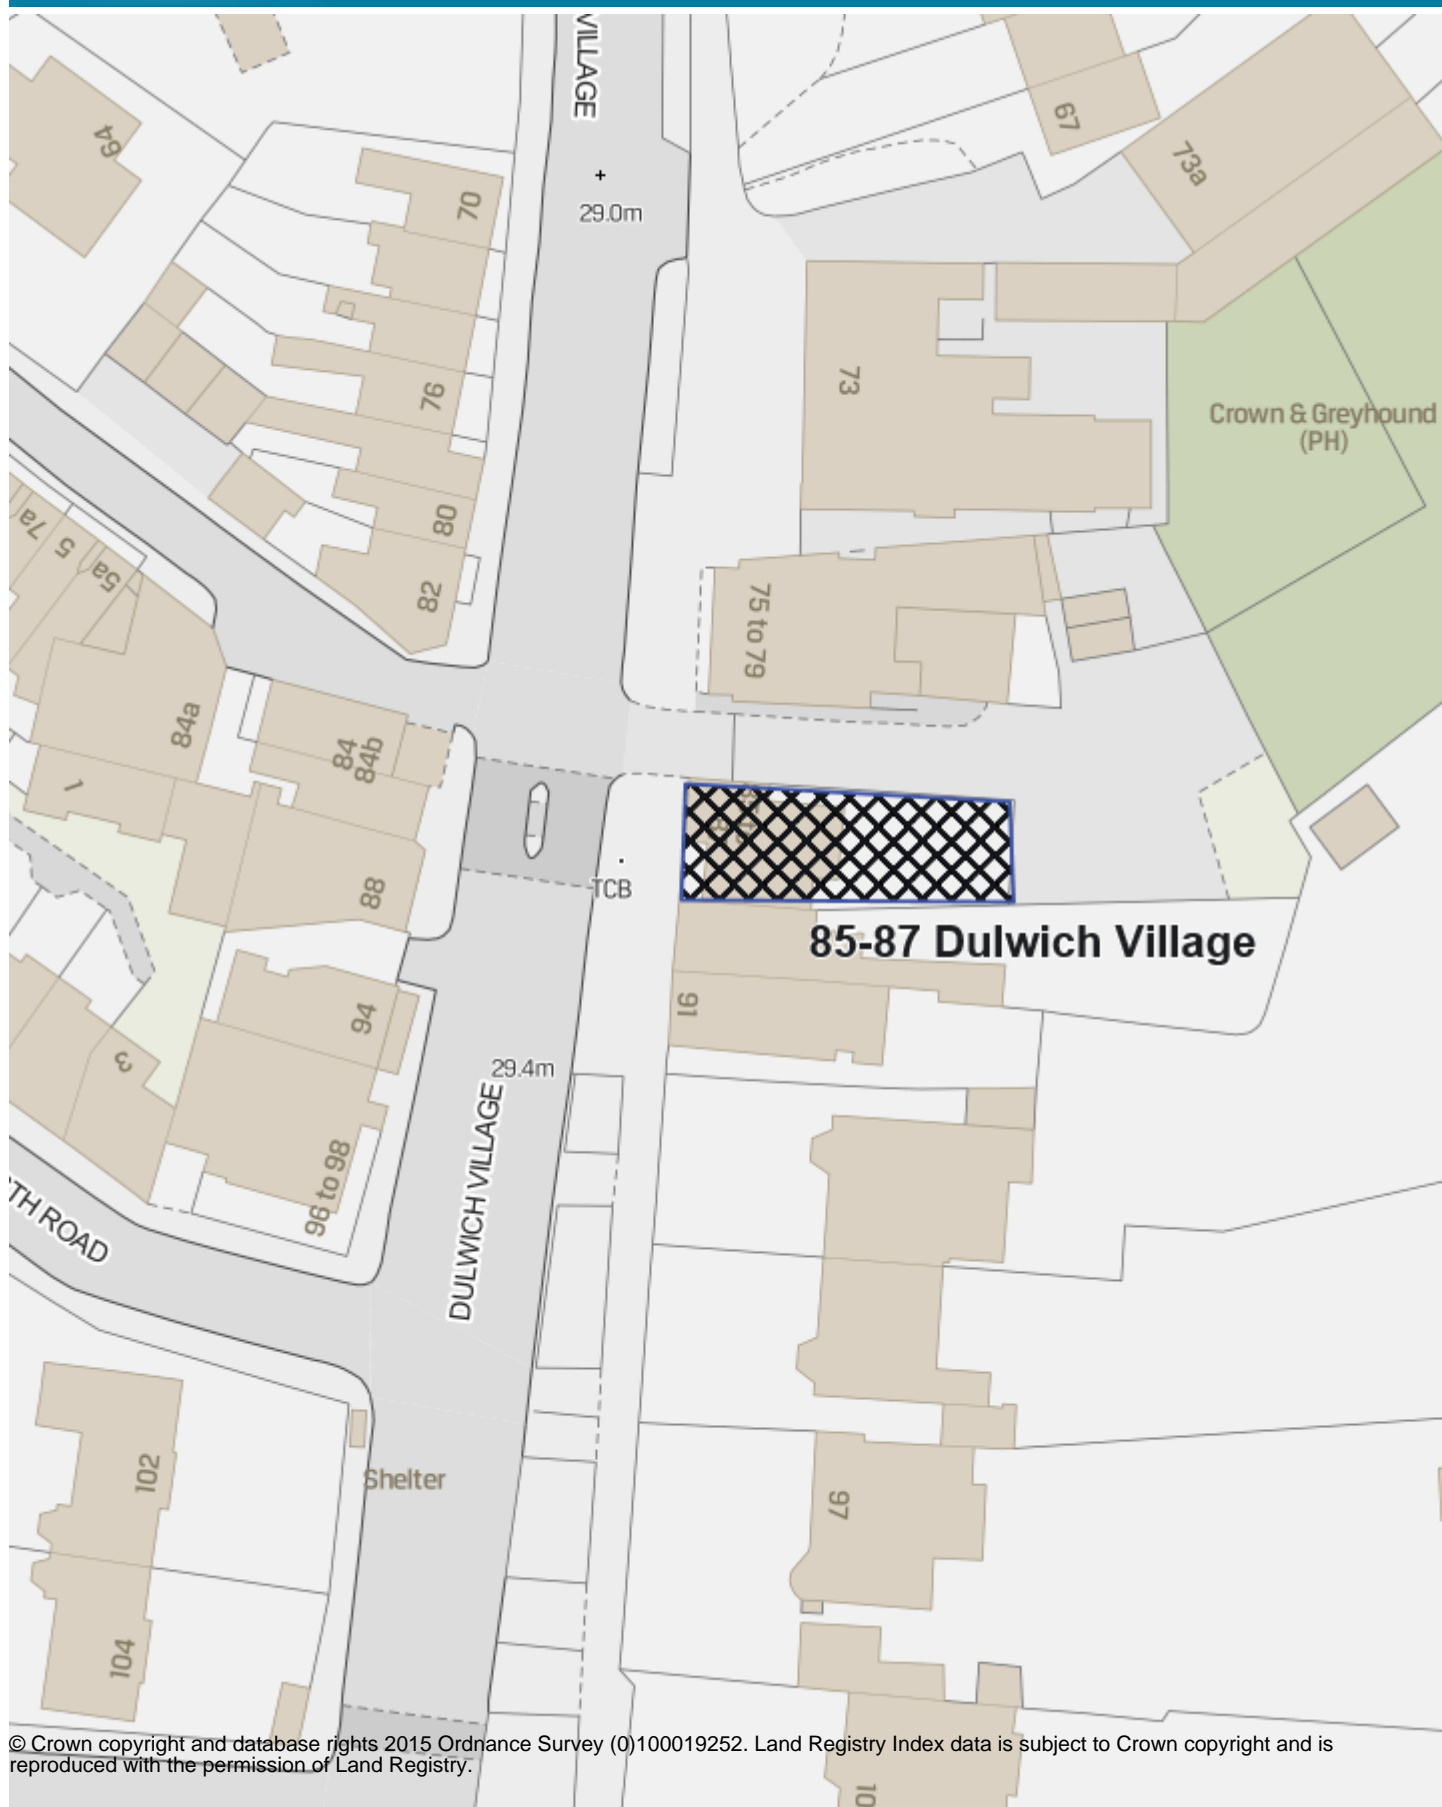 VILLAGE
64
67
73a
70
29.0m
73
76
Crown & Greyhound
(PH)
80
7a
5
5a
82
75 to 79
84a
84
84b
1
88
TCB
85-87 Dulwich Village
91
94
3
29.4m
DULWICH VILLAGE
96 to 98
TH ROAD
102
Shelter
97
104
© Crown copyright and database rights 2015 Ordnance Survey (0)100019252. Land Registry Index data is subject to Crown copyright and is
reproduced with the permission of Land Registry.
10